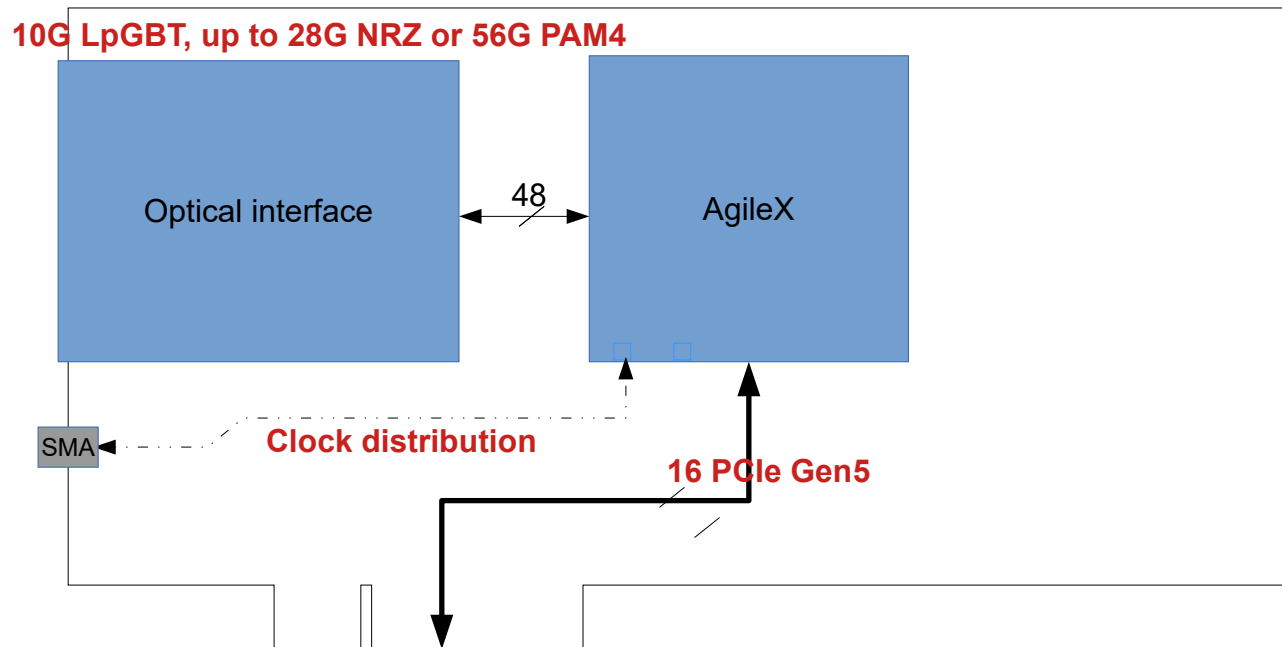 10G LpGBT, up to 28G NRZ or 56G PAM4
48
Optical interface
AgileX
SMA
Clock distribution
16 PCIe Gen5